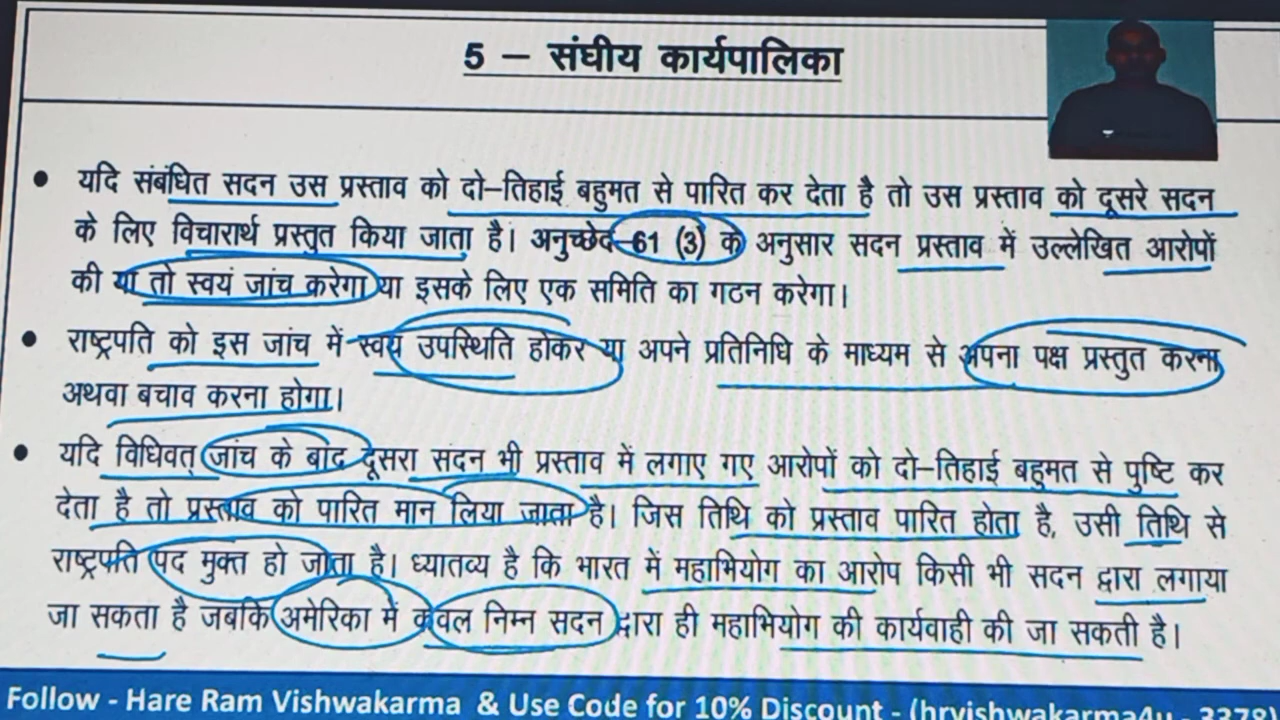 5 – संघीय कार्यपालिका
• यदि संबंधित सदन उस प्रस्ताव को दो–तिहाई बहुमत से पारित कर देता है तो उस प्रस्ताव को दूसरे सदन
के लिए विचारार्थ प्रस्तुत किया जाता है। अनुच्छेद–61 (3) के अनुसार सदन प्रस्ताव में उल्लेखित आरोपों
की या तो स्वयं जांच करेगा या इसके लिए एक समिति का गठन करेगा।
• राष्ट्रपति को इस जांच में स्वयं उपस्थिति होकर या अपने प्रतिनिधि के माध्यम से अपना पक्ष प्रस्तुत करना
अथवा बचाव करना होगा।
• यदि विधिवत् जांच के बाद दूसरा सदन भी प्रस्ताव में लगाए गए आरोपों को दो–तिहाई बहुमत से पुष्टि कर
देता है तो प्रस्ताव को पारित मान लिया जाता है। जिस तिथि को प्रस्ताव पारित होता है, उसी तिथि से
राष्ट्रपति पद मुक्त हो जाता है। ध्यातव्य है कि भारत में महाभियोग का आरोप किसी भी सदन द्वारा लगाया
जा सकता है जबकि अमेरिका में केवल निम्न सदन द्वारा ही महाभियोग की कार्यवाही की जा सकती है।
Follow - Hare Ram Vishwakarma & Use Code for 10% Discount - (hrvishwakarma4u - 2278)